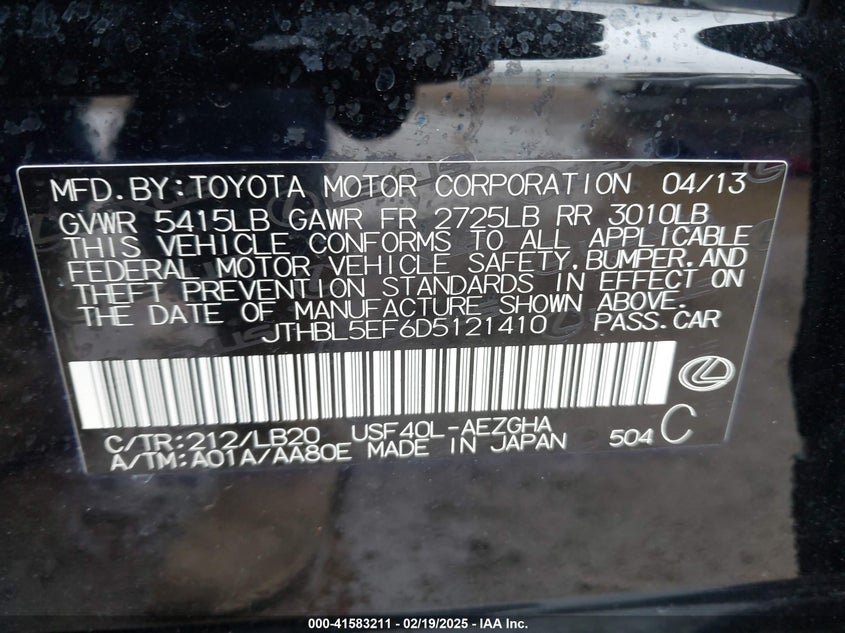 MFD.BY:TOYOTA MOTOR CORPORATION 04/13
GVWR 5415LB GAWR FR 2725LB RR 3010LB
THIS VEHICLE CONFORMS TO ALL APPLICABLE
FEDERAL MOTOR VEHICLE SAFETY,BUMPER,AND
THEFT PREVENTION STANDARDS IN EFFECT ON
THE DATE OF MANUFACTURE SHOWN ABOVE.
JTHBL5EF6D5121410 PASS.CAR
C/TR:212/LB20 USF40L-AEZGHA
A/TM:A01A/AA80E MADE IN JAPAN 504 C
000-41583211 - 02/19/2025 - IAA Inc.